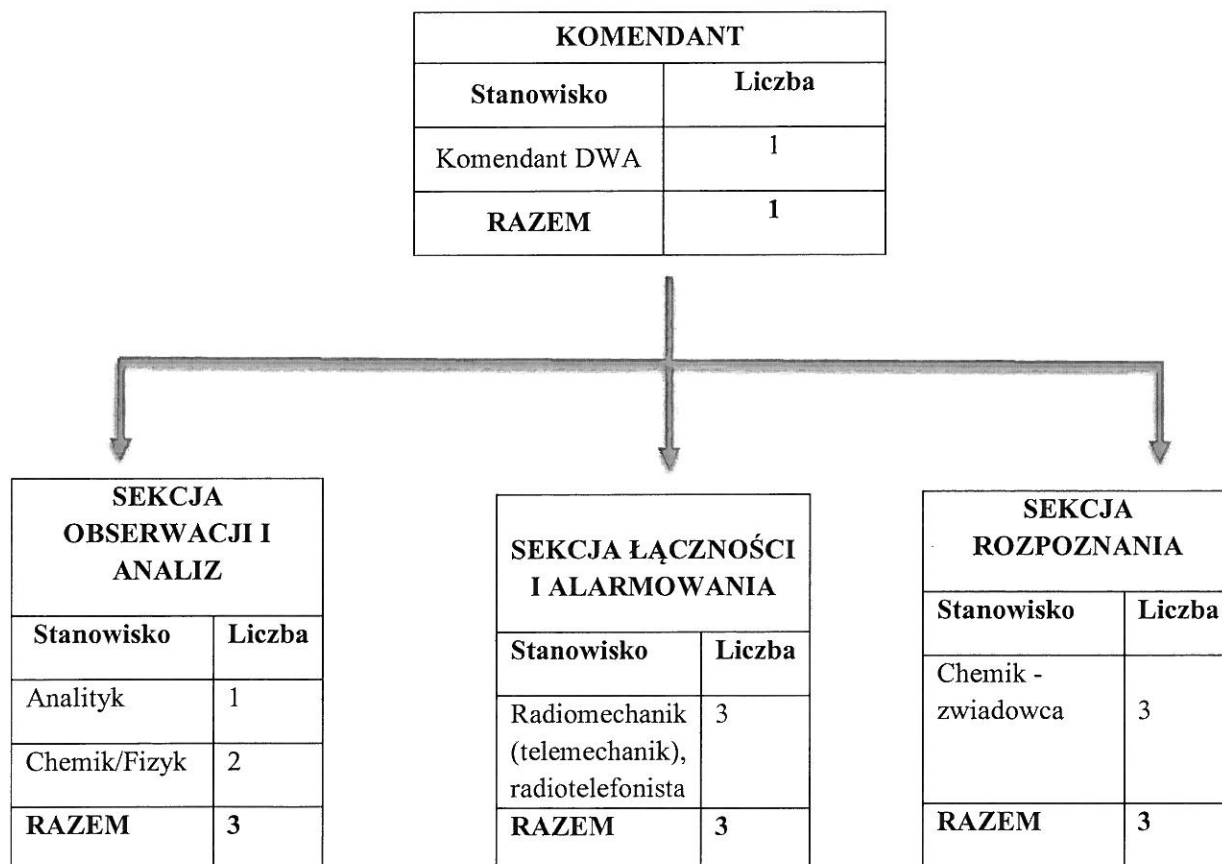 KOMENDANT
Stanowisko Liczba
Komendant DWA 1
RAZEM 1
SEKCJA
OBSERWACJI I
ANALIZ
Stanowisko Liczba
Analityk 1
Chemik/Fizyk 2
RAZEM 3
SEKCJA ŁĄCZNOŚCI
I ALARMOWANIA
Stanowisko Liczba
Radiomechanik 3
(telemechanik),
radiotelefonista
RAZEM 3
SEKCJA
ROZPOZNANIA
Stanowisko Liczba
Chemik -
zwiadowca 3
RAZEM 3